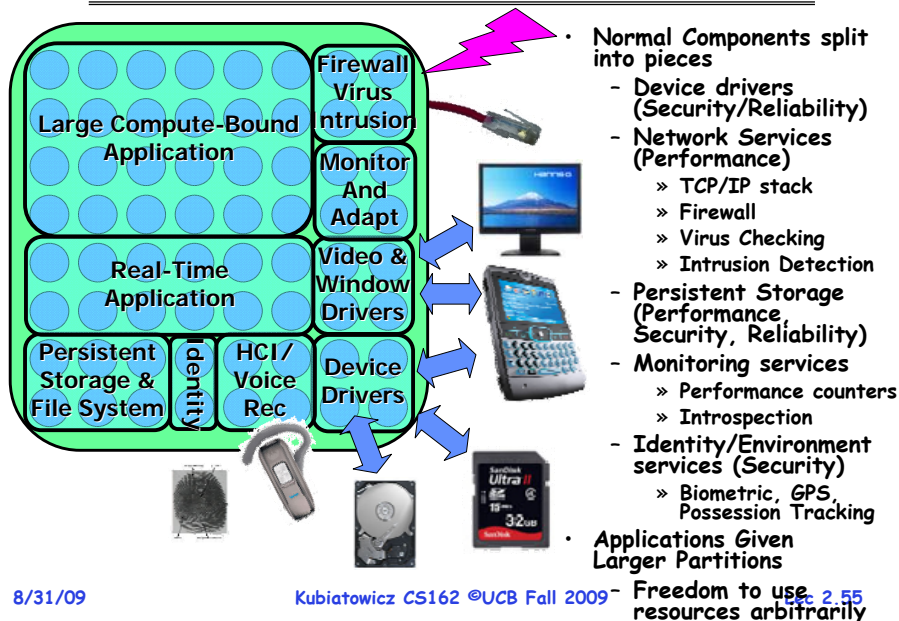 Large Compute-Bound
Application
Firewall
Virus
Intrusion
Monitor
And
Adapt
Real-Time
Application
Video &
Window
Drivers
Persistent
Storage &
File System
Identity
HCI/
Voice
Rec
Device
Drivers
HANNS.G
SanDisk
Ultra II
15
32GB
SanDisk
• Normal Components split
into pieces
– Device drivers
(Security/Reliability)
– Network Services
(Performance)
» TCP/IP stack
» Firewall
» Virus Checking
» Intrusion Detection
– Persistent Storage
(Performance,
Security, Reliability)
– Monitoring services
» Performance counters
» Introspection
– Identity/Environment
services (Security)
» Biometric, GPS,
Possession Tracking
• Applications Given
Larger Partitions
– Freedom to use
resources arbitrarily
8/31/09
Kubiatowicz CS162 ©UCB Fall 2009
Lec 2.55